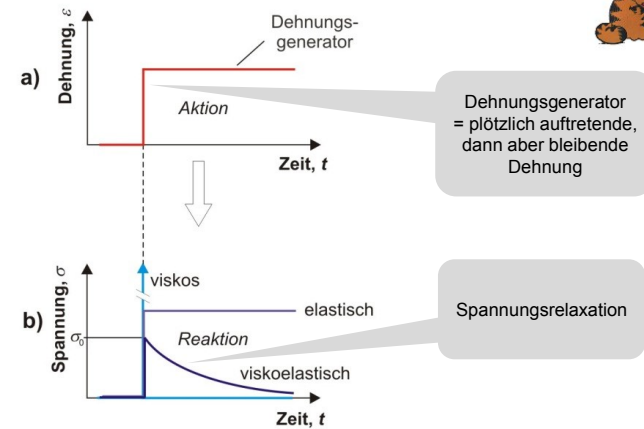 Dehnung, ε
Dehnungs-
generator
a)
Aktion
Zeit, t
Dehnungsgenerator
= plötzlich auftretende,
dann aber bleibende
Dehnung
Spannung, σ
viskos
elastisch
b)
σ₀
Reaktion
viskoelastisch
Zeit, t
Spannungsrelaxation